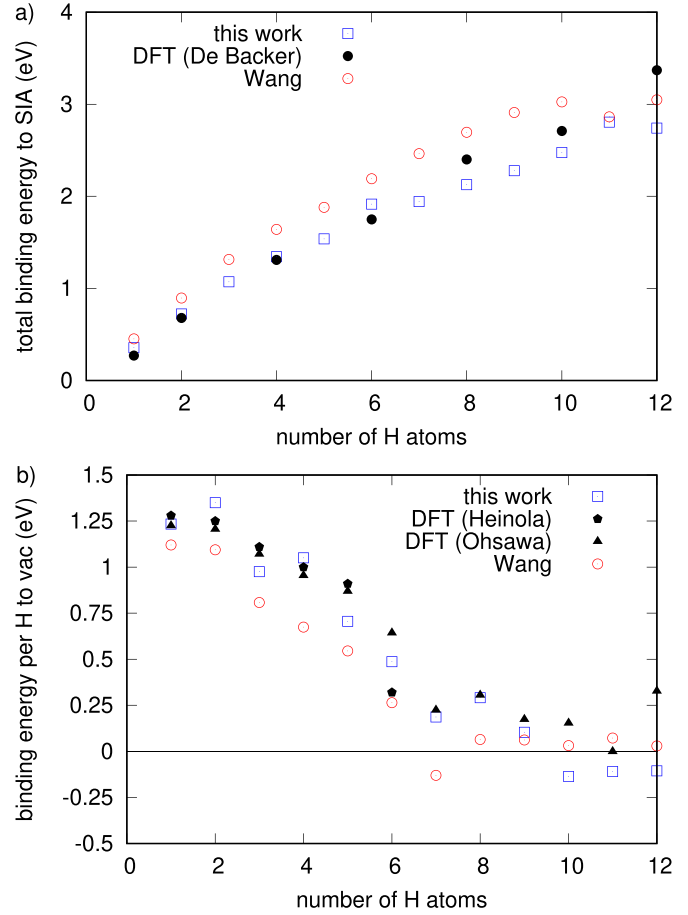 a)
4
3
2
1
0
0 2 4 6 8 10 12
total binding energy to SIA (eV)
number of H atoms
this work
DFT (De Backer)
Wang
b)
1.5
1.25
1
0.75
0.5
0.25
0
-0.25
-0.5
0 2 4 6 8 10 12
binding energy per H to vac (eV)
number of H atoms
this work
DFT (Heinola)
DFT (Ohsawa)
Wang